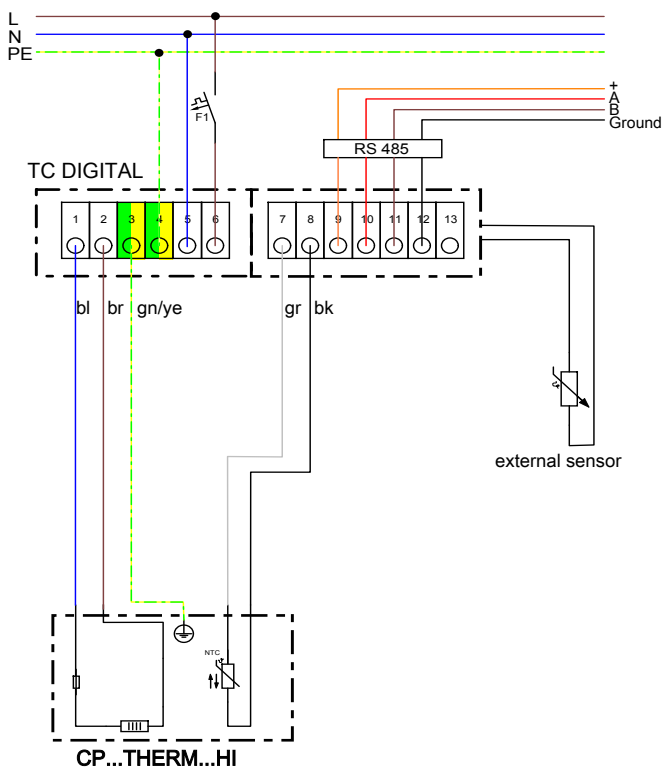 L
N
PE
F1
+
A
B
Ground
RS 485
TC DIGITAL
1 2 3 4 5 6 7 8 9 10 11 12 13
bl br gn/ye gr bk
external sensor
NTC
CP...THERM...HI